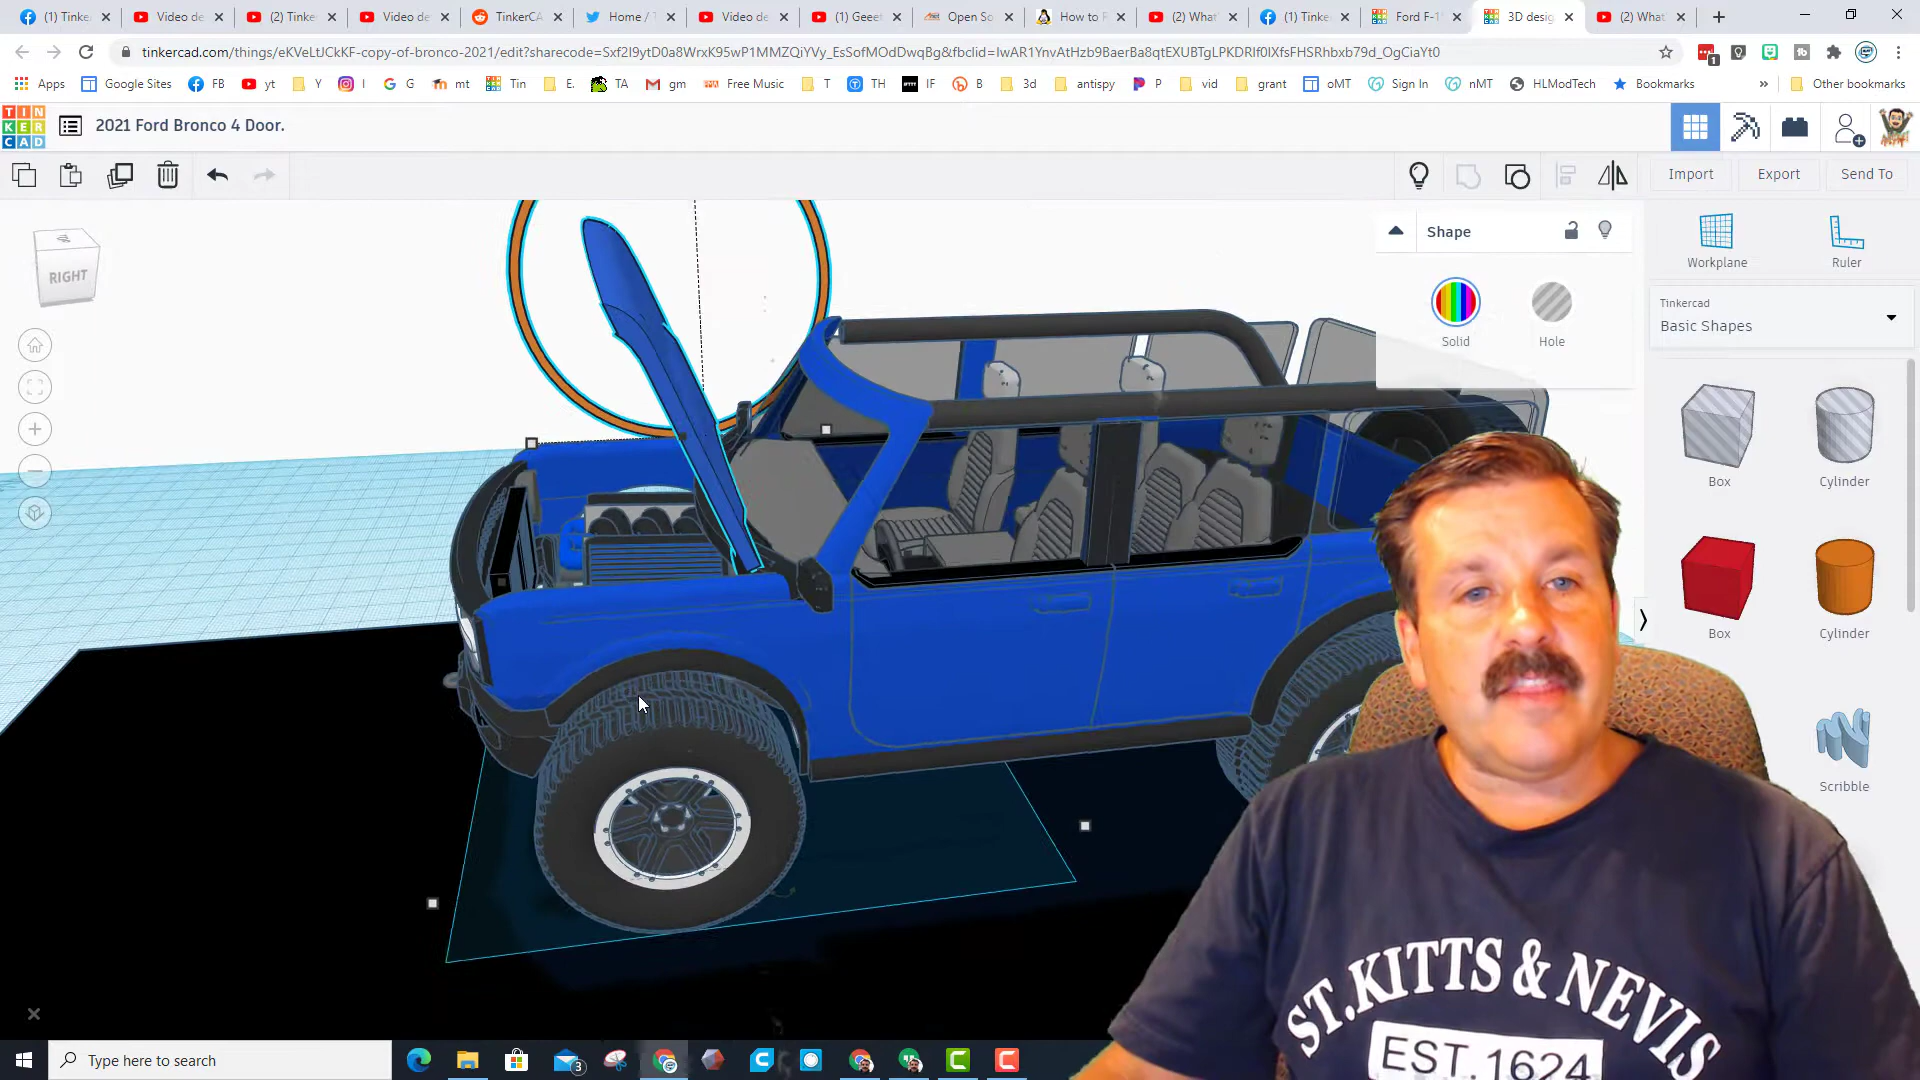 (1) Tinke
Video de
(2) Tinke
Video de
TinkerCA
Home / T
Video de
(1) Geeet
Open So
How to F
(2) What
(1) Tinke
Ford F-1
3D desig
(2) What
tinkercad.com/things/eKVeLtJCkKF-copy-of-bronco-2021/edit?sharecode=Sxf2I9ytD0a8WrxK95wP1MMZQiYVy_EsSofMOdDwqBg&fbclid=IwAR1YnvAtHzb9BaerBa8qtEXUBTgLPKDRlf0lXfsFHSRhbxb79d_OgCiaYt0
Apps
Google Sites
FB
yt
Y
I
G
mt
Tin
E.
TA
gm
Free Music
T
TH
IF
B
3d
antispy
P
vid
grant
oMT
Sign In
nMT
HLModTech
Bookmarks
»
Other bookmarks
TIN
KER
CAD
2021 Ford Bronco 4 Door.
Import
Export
Send To
RIGHT
Shape
Solid
Hole
Workplane
Ruler
Tinkercad
Basic Shapes
Box
Cylinder
Box
Cylinder
Scribble
ST.KITTS & NEVIS
EST.1624
Type here to search
3